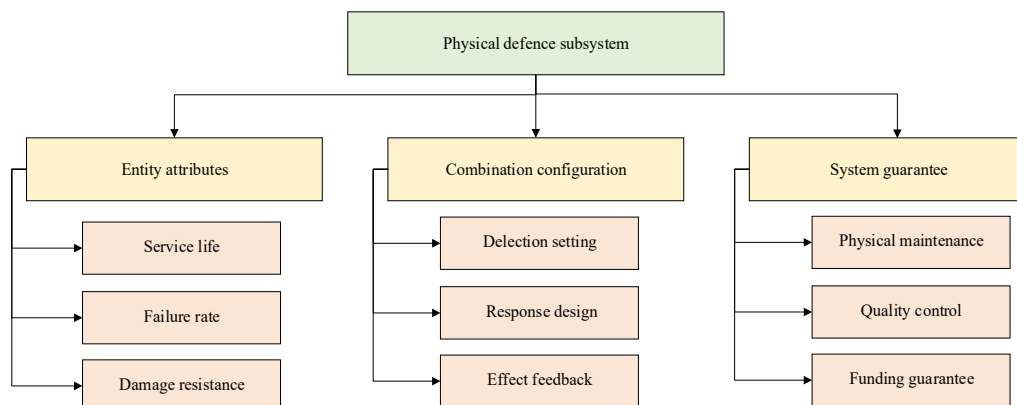 Physical defence subsystem
Entity attributes
Combination configuration
System guarantee
Service life
Failure rate
Damage resistance
Delection setting
Response design
Effect feedback
Physical maintenance
Quality control
Funding guarantee